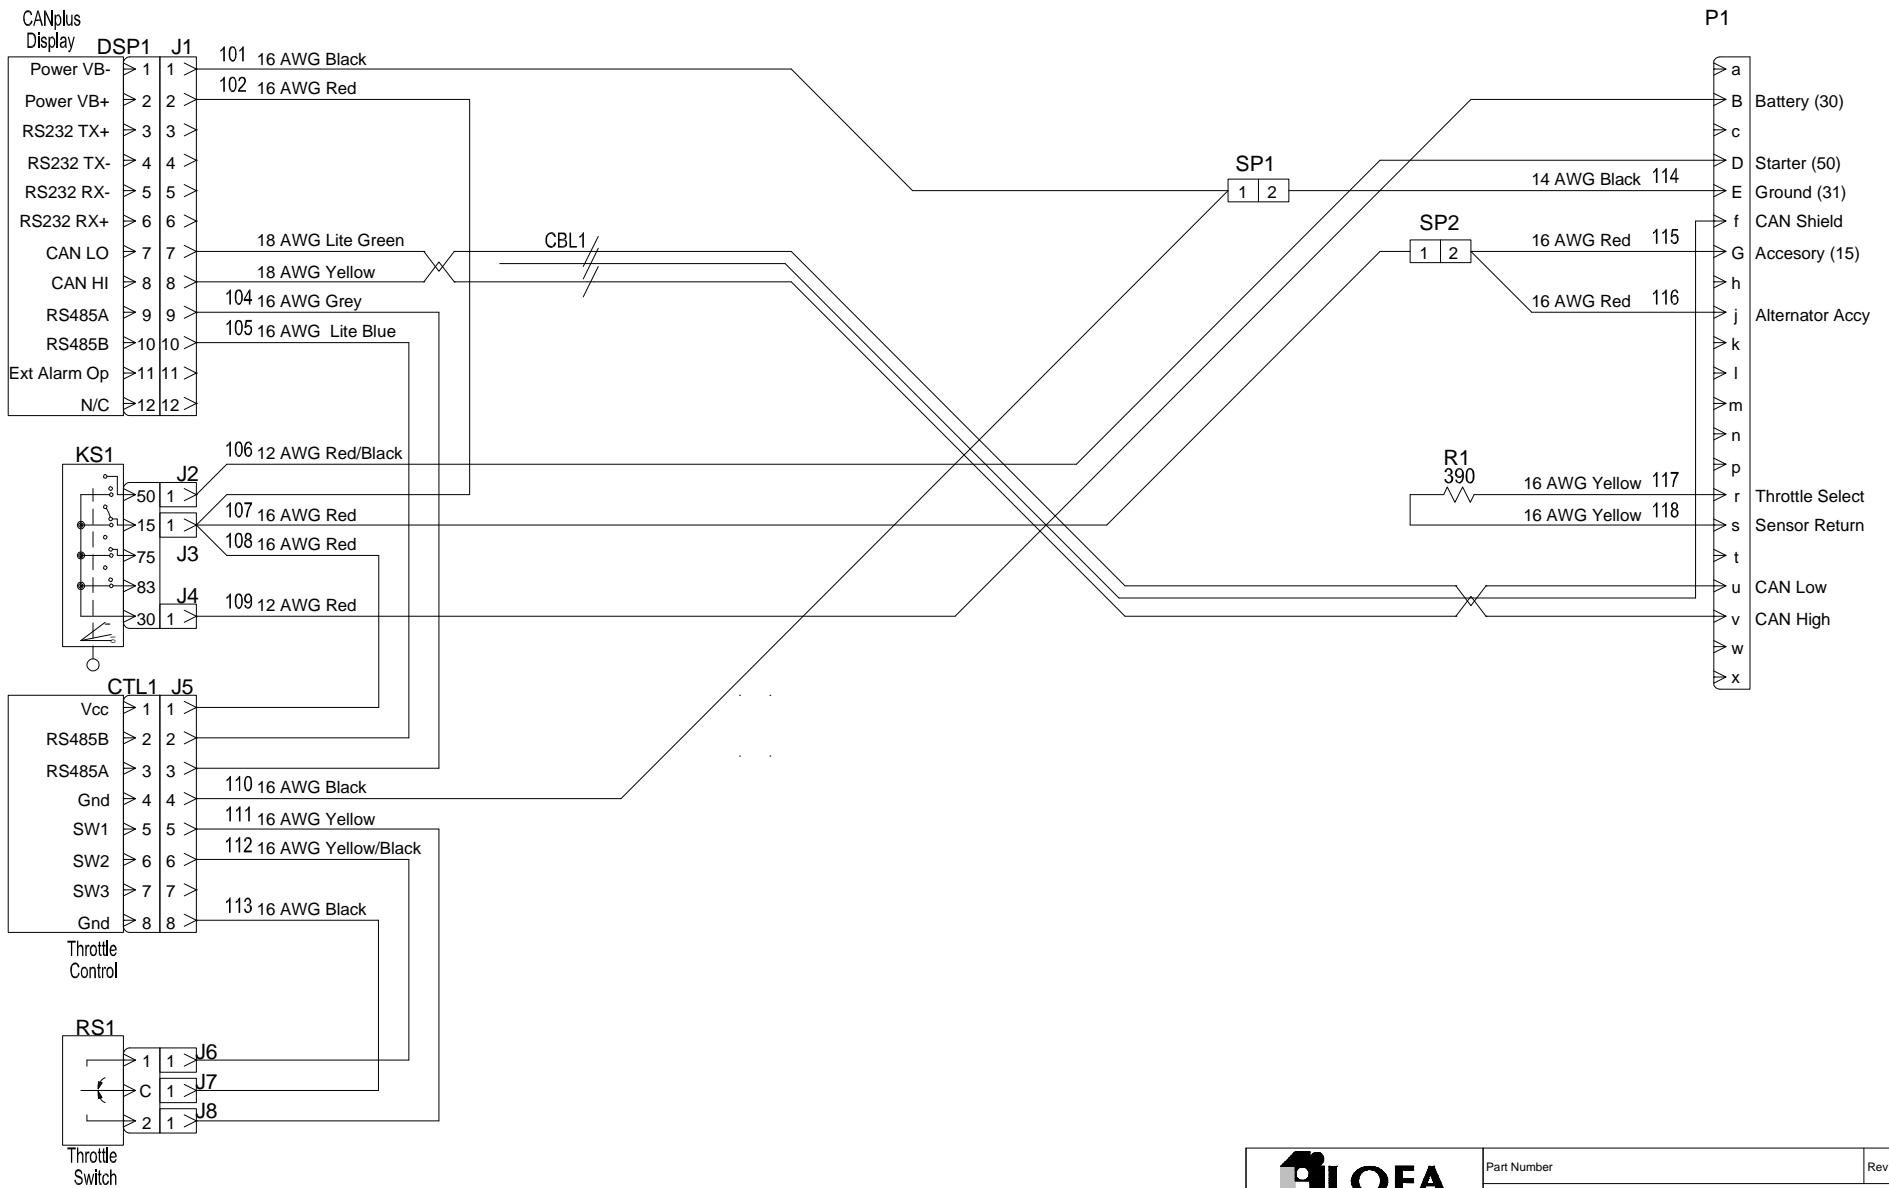 CANplus
Display
DSP1 J1
P1
101 16 AWG Black
102 16 AWG Red
Power VB- 1 1
Power VB+ 2 2
RS232 TX+ 3 3
RS232 TX- 4 4
RS232 RX- 5 5
RS232 RX+ 6 6
CAN LO 7 7
CAN HI 8 8
RS485A 9 9
RS485B 10 10
Ext Alarm Op 11 11
N/C 12 12
18 AWG Lite Green
18 AWG Yellow
104 16 AWG Grey
105 16 AWG Lite Blue
CBL1
SP1
1 2
14 AWG Black 114
SP2
1 2
16 AWG Red 115
16 AWG Red 116
a
B Battery (30)
c
D Starter (50)
E Ground (31)
f CAN Shield
G Accesory (15)
h
j Alternator Accy
k
l
m
n
p
r Throttle Select
s Sensor Return
t
u CAN Low
v CAN High
w
x
R1
390
16 AWG Yellow 117
16 AWG Yellow 118
KS1
J2
50 1
15 1
J3
75
83
J4
30 1
106 12 AWG Red/Black
107 16 AWG Red
108 16 AWG Red
109 12 AWG Red
CTL1 J5
Vcc 1 1
RS485B 2 2
RS485A 3 3
Gnd 4 4
SW1 5 5
SW2 6 6
SW3 7 7
Gnd 8 8
110 16 AWG Black
111 16 AWG Yellow
112 16 AWG Yellow/Black
113 16 AWG Black
Throttle
Control
RS1
1 1 J6
C 1 J7
2 1 J8
Throttle
Switch
LOFA
Part Number
Rev